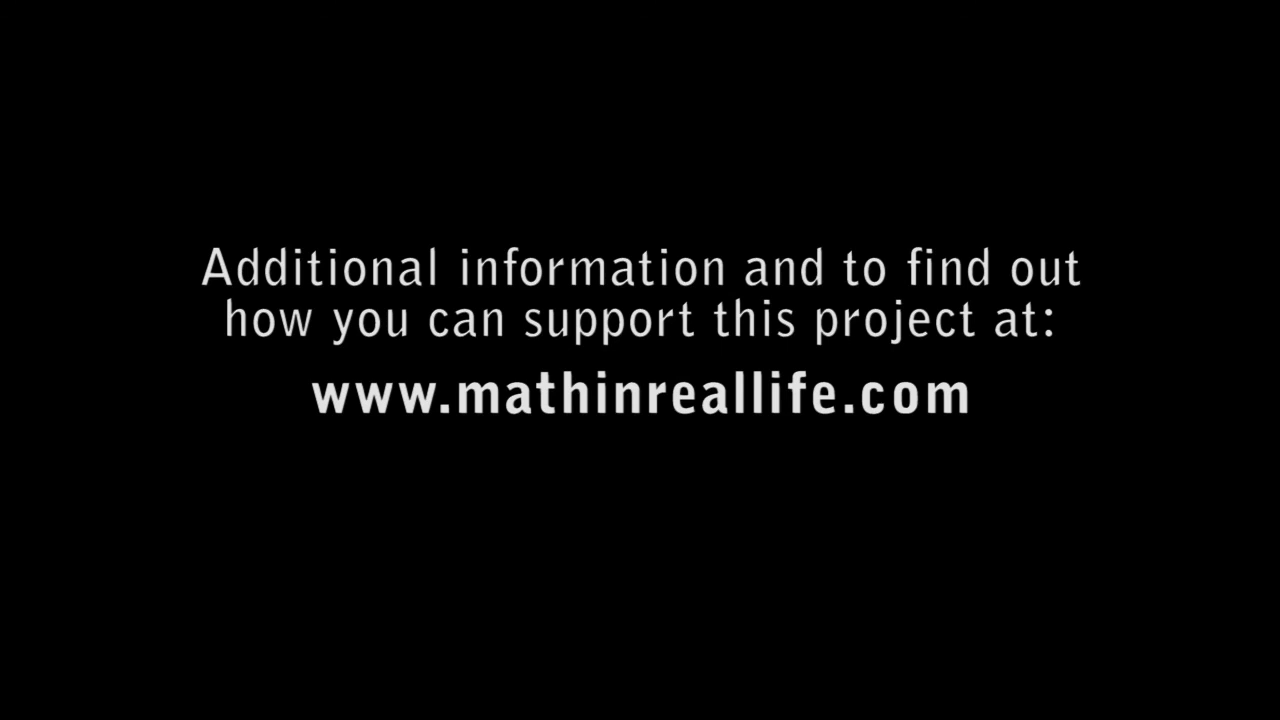 Additional information and to find out
how you can support this project at:
www.mathinreallife.com